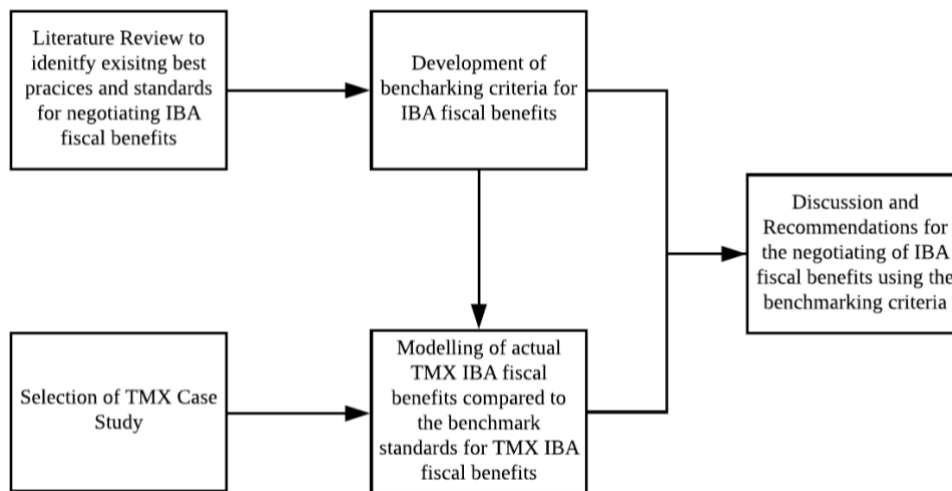 Literature Review to
idenitfy exisitng best
pracices and standards
for negotiating IBA
fiscal benefits
Development of
bencharking criteria for
IBA fiscal benefits
Discussion and
Recommendations for
the negotiating of IBA
fiscal benefits using the
benchmarking criteria
Selection of TMX Case
Study
Modelling of actual
TMX IBA fiscal
benefits compared to
the benchmark
standards for TMX IBA
fiscal benefits